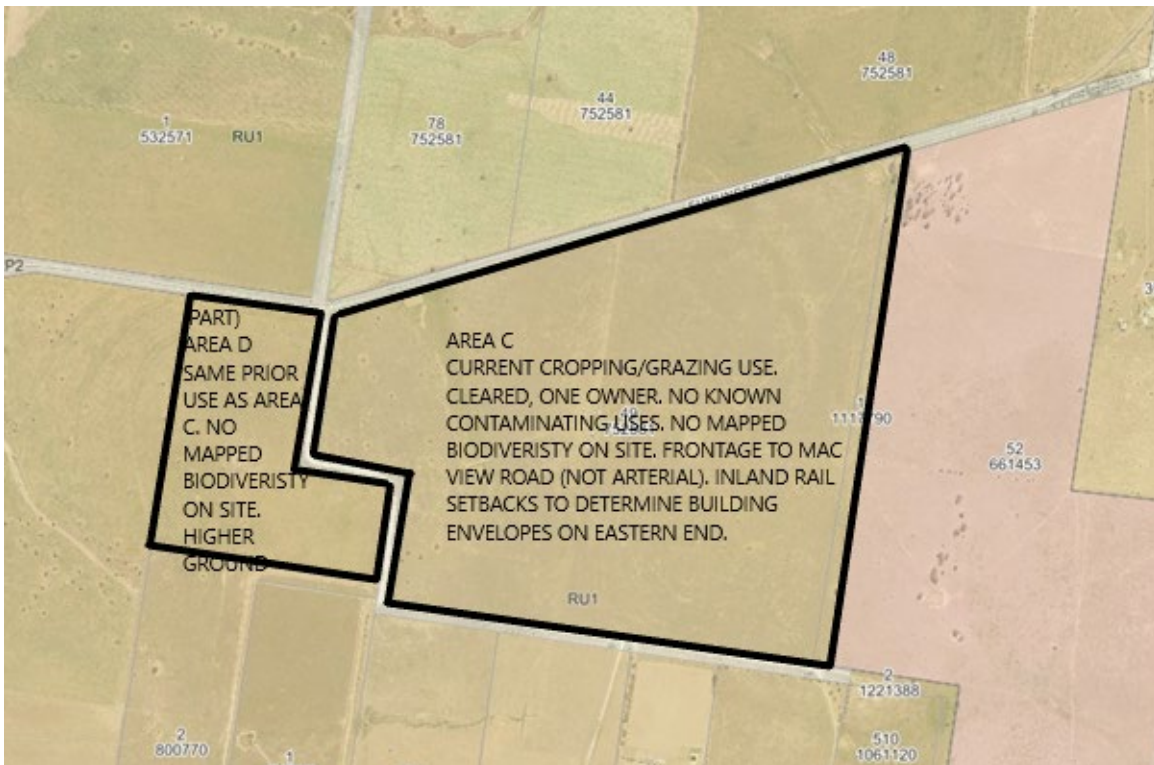 48
752581
44
752581
1
532571
RU1
78
752581
P2
(PART)
AREA D
SAME PRIOR
USE AS AREA
C. NO
MAPPED
BIODIVERISTY
ON SITE.
HIGHER
GROUND
AREA C
CURRENT CROPPING/GRAZING USE.
CLEARED, ONE OWNER. NO KNOWN
CONTAMINATING USES. NO MAPPED
BIODIVERISTY ON SITE. FRONTAGE TO MAC
VIEW ROAD (NOT ARTERIAL). INLAND RAIL
SETBACKS TO DETERMINE BUILDING
ENVELOPES ON EASTERN END.
52
661453
RU1
2
1221388
510
1061120
2
800770
1